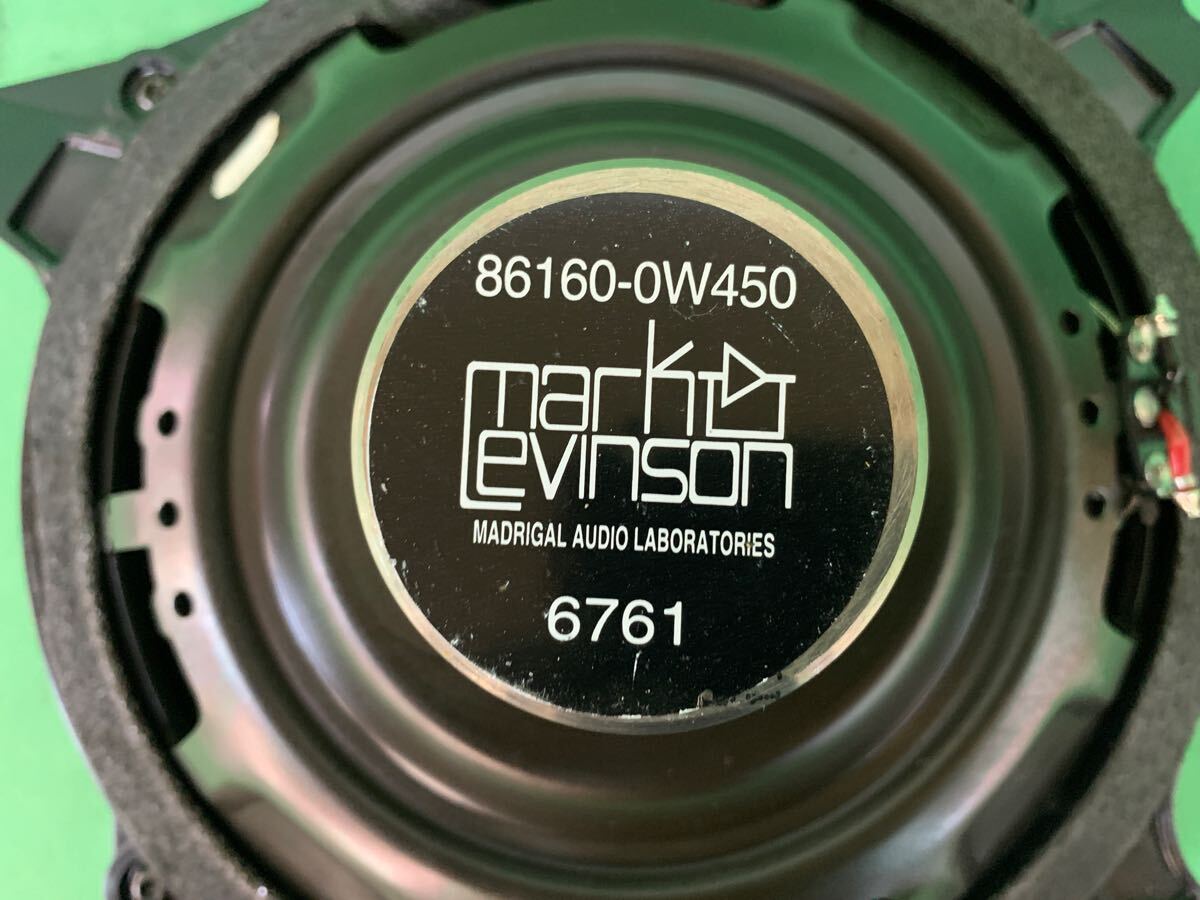 86160-0W450
mark
Levinson
MADRIGAL AUDIO LABORATORIES
6761